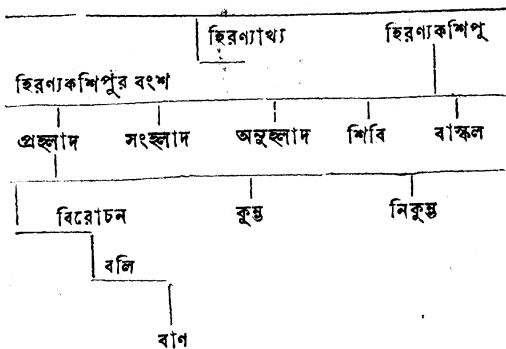 হিরণ্যাখ্য হিরণ্যকশিপু
হিরণ্যকশিপুর বংশ
প্রহ্লাদ সংহ্লাদ অনুহ্লাদ শিবি বাস্কল
বিরোচন কুম্ভ নিকুম্ভ
বলি
বাণ